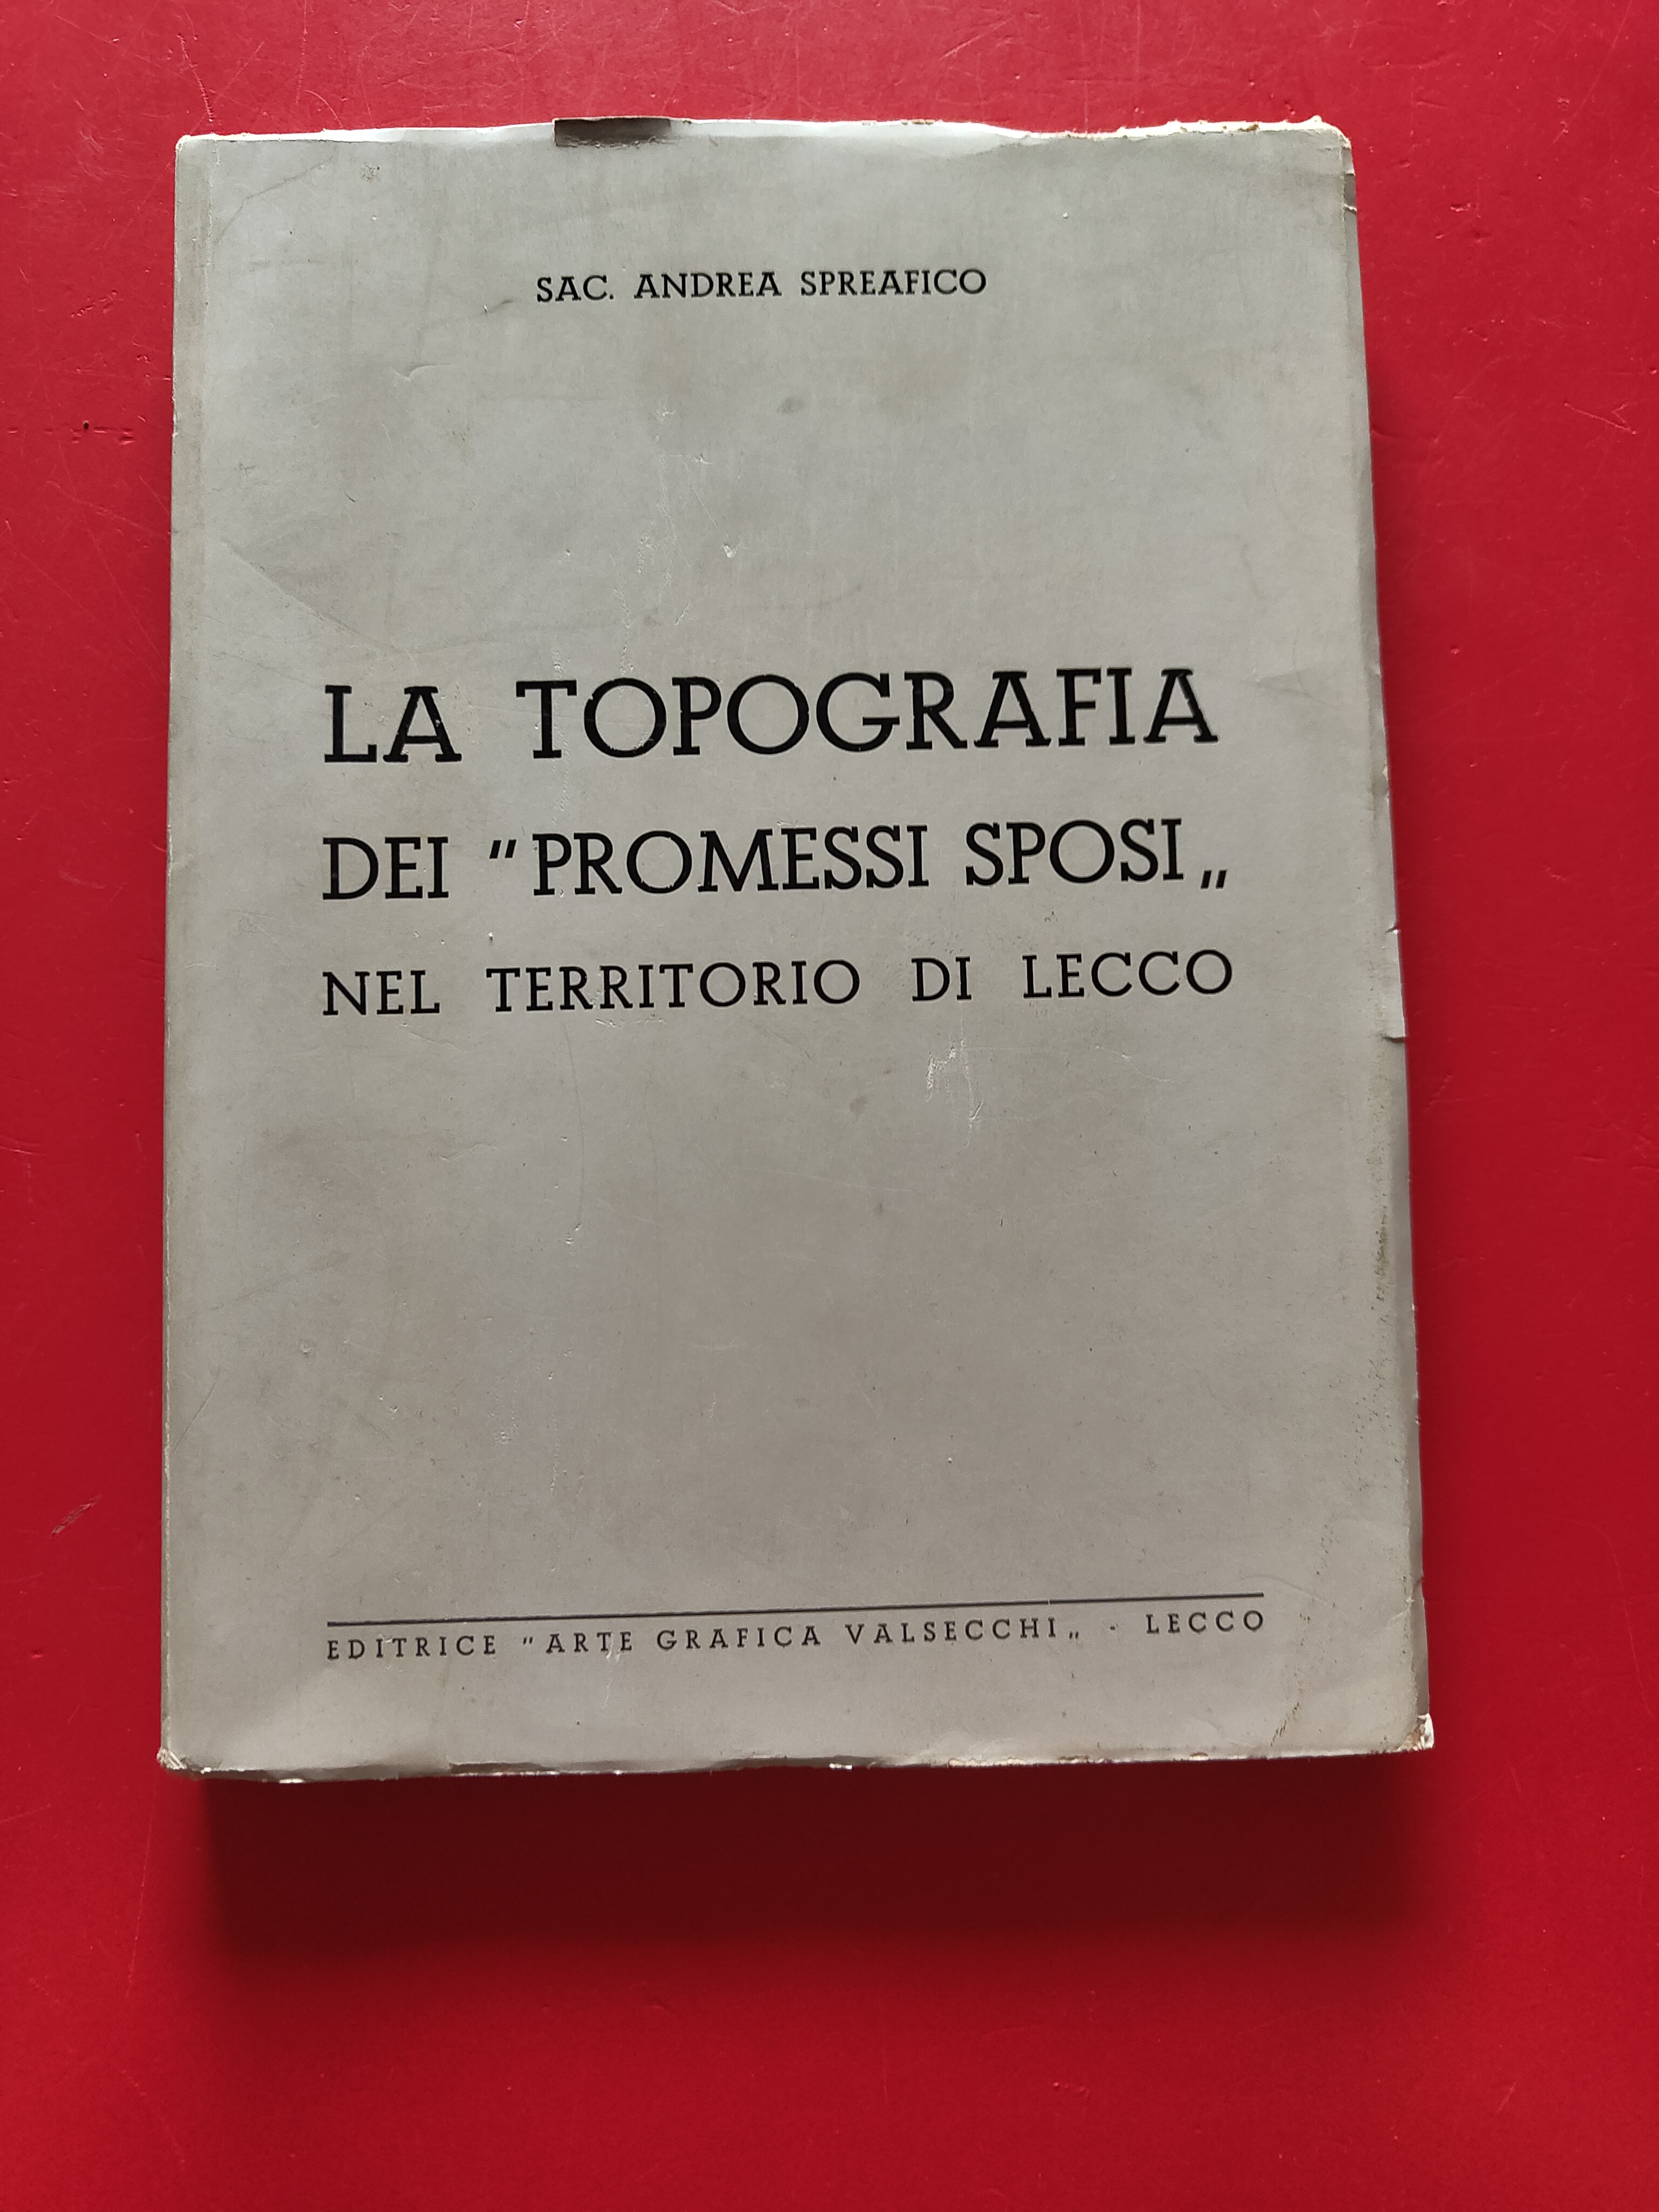 SAC. ANDREA SPREAFICO
LA TOPOGRAFIA
DEI "PROMESSI SPOSI„
NEL TERRITORIO DI LECCO
EDITRICE "ARTE GRAFICA VALSECCHI„ - LECCO